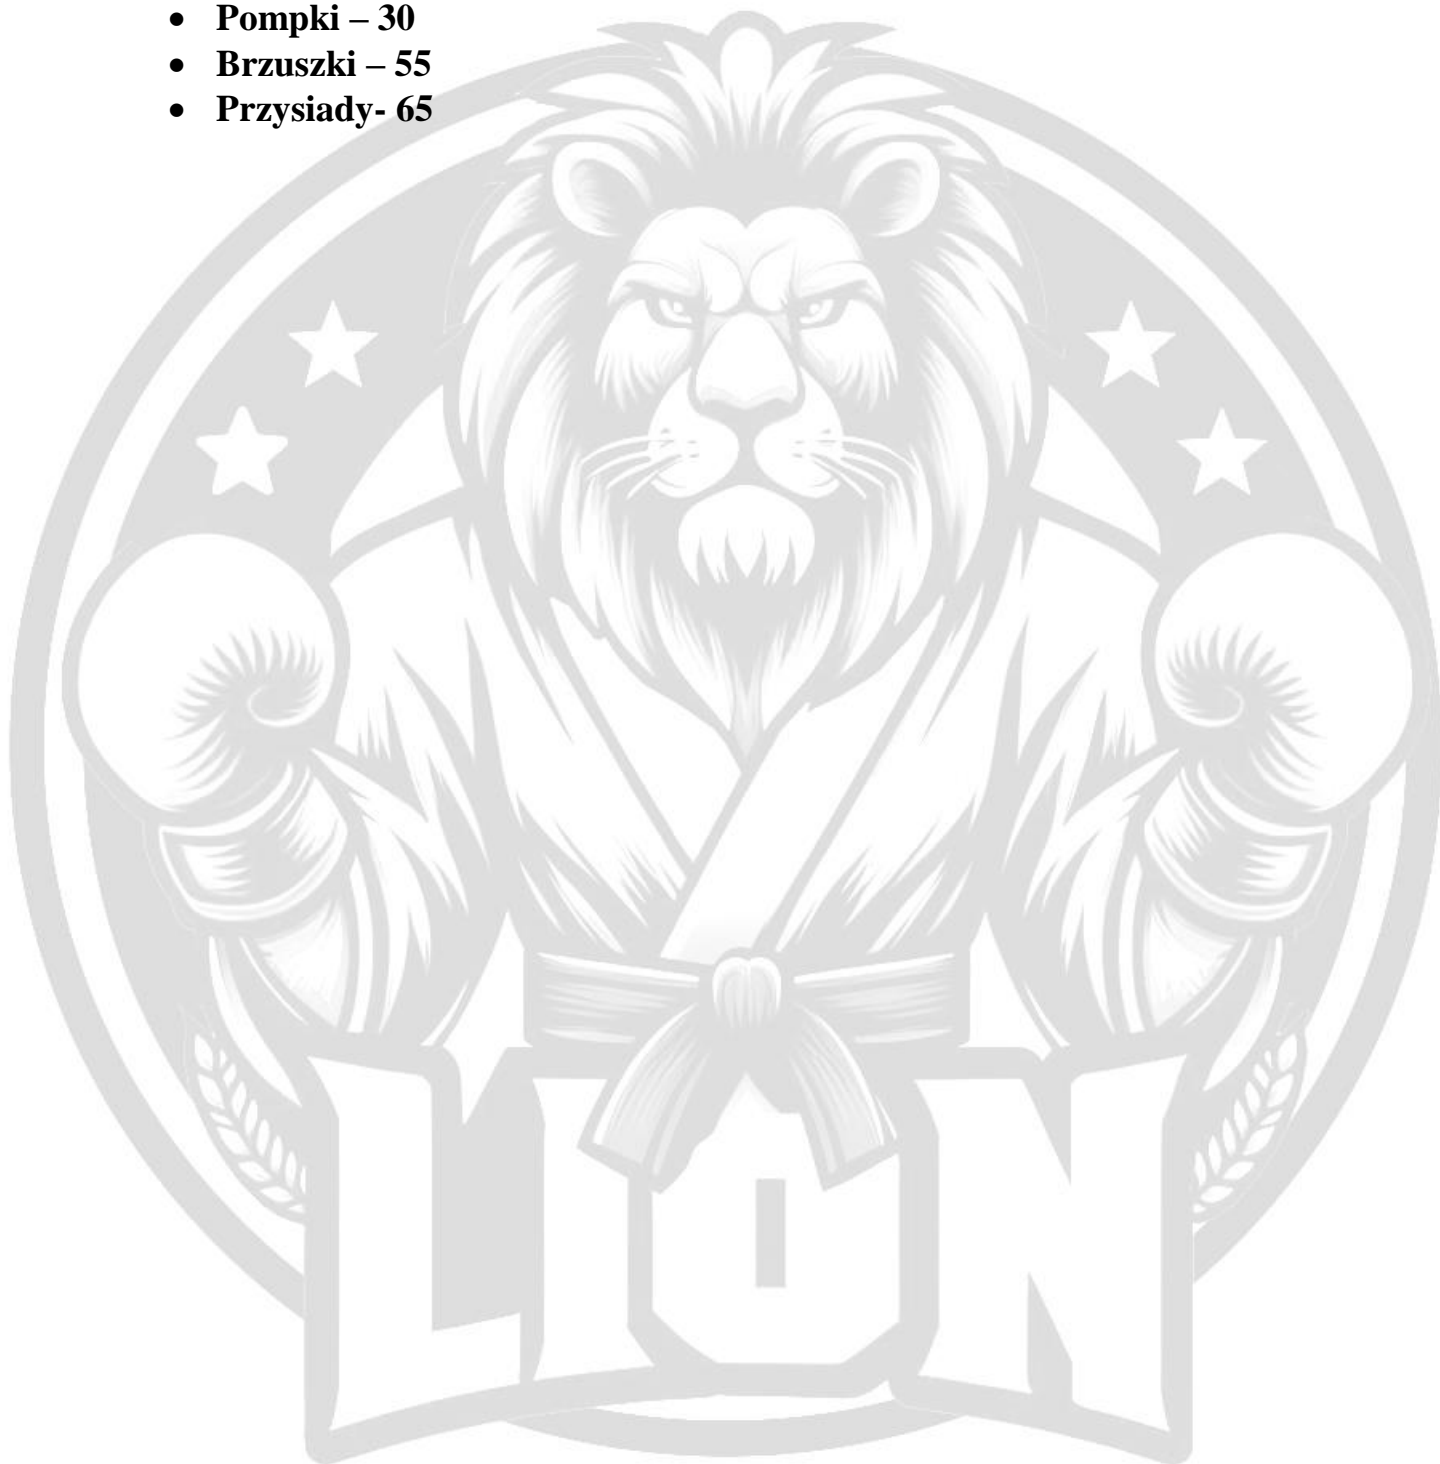 • Pompki – 30
• Brzuszki – 55
• Przysiady- 65
LION